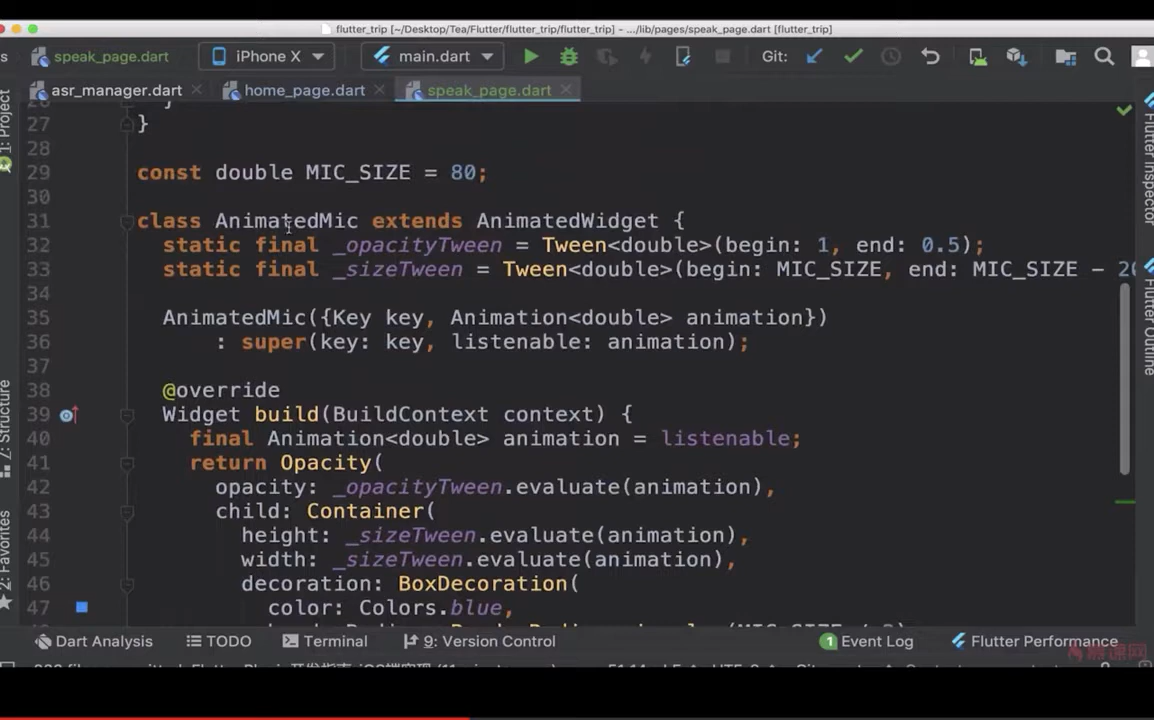 flutter_trip [~/Desktop/Tea/Flutter/flutter_trip/flutter_trip] – .../lib/pages/speak_page.dart [flutter_trip]
speak_page.dart iPhone X main.dart Git:
asr_manager.dart home_page.dart speak_page.dart
27 }
28
29 const double MIC_SIZE = 80;
30
31 class AnimatedMic extends AnimatedWidget {
32 static final _opacityTween = Tween<double>(begin: 1, end: 0.5);
33 static final _sizeTween = Tween<double>(begin: MIC_SIZE, end: MIC_SIZE - 20
34
35 AnimatedMic({Key key, Animation<double> animation})
36 : super(key: key, listenable: animation);
37
38 @override
39 Widget build(BuildContext context) {
40 final Animation<double> animation = listenable;
41 return Opacity(
42 opacity: _opacityTween.evaluate(animation),
43 child: Container(
44 height: _sizeTween.evaluate(animation),
45 width: _sizeTween.evaluate(animation),
46 decoration: BoxDecoration(
47 color: Colors.blue,
1: Project
7: Structure
2: Favorites
Flutter Inspector
Flutter Outline
Dart Analysis TODO Terminal 9: Version Control 1 Event Log Flutter Performance
慕课网